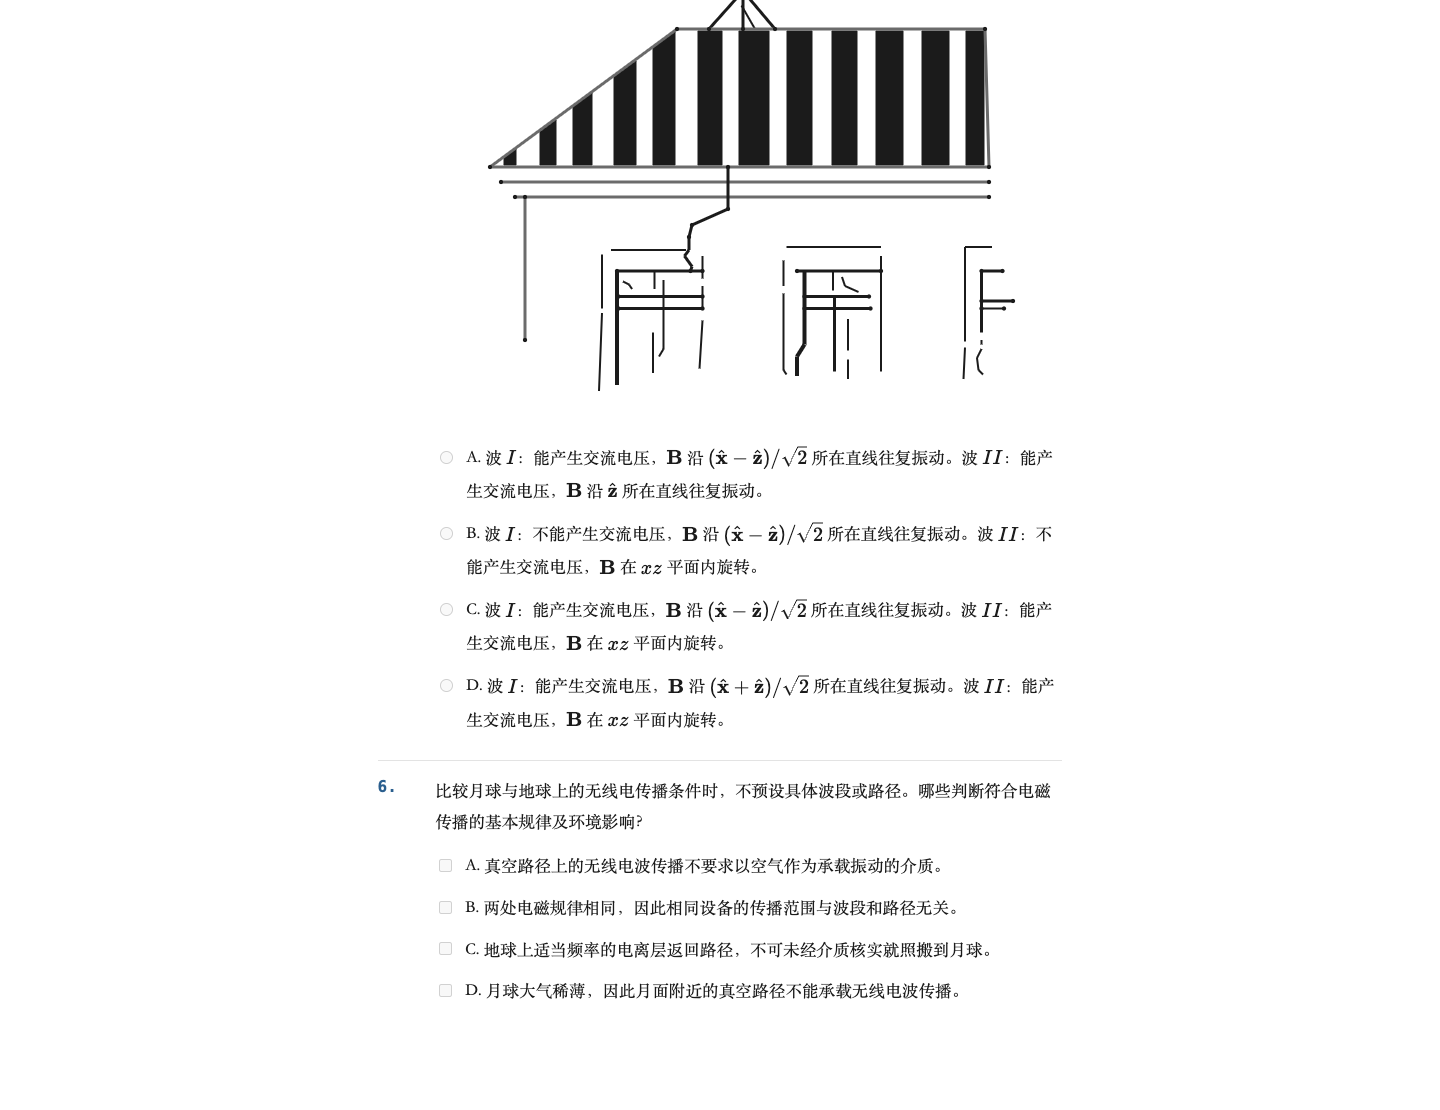 A. 波 I：能产生交流电压，B 沿 (x̂ − ẑ)/√2 所在直线往复振动。波 II：能产
生交流电压，B 沿 ẑ 所在直线往复振动。
B. 波 I：不能产生交流电压，B 沿 (x̂ − ẑ)/√2 所在直线往复振动。波 II：不
能产生交流电压，B 在 xz 平面内旋转。
C. 波 I：能产生交流电压，B 沿 (x̂ − ẑ)/√2 所在直线往复振动。波 II：能产
生交流电压，B 在 xz 平面内旋转。
D. 波 I：能产生交流电压，B 沿 (x̂ + ẑ)/√2 所在直线往复振动。波 II：能产
生交流电压，B 在 xz 平面内旋转。
6. 比较月球与地球上的无线电传播条件时，不预设具体波段或路径。哪些判断符合电磁
传播的基本规律及环境影响?
A. 真空路径上的无线电波传播不要求以空气作为承载振动的介质。
B. 两处电磁规律相同，因此相同设备的传播范围与波段和路径无关。
C. 地球上适当频率的电离层返回路径，不可未经介质核实就照搬到月球。
D. 月球大气稀薄，因此月面附近的真空路径不能承载无线电波传播。